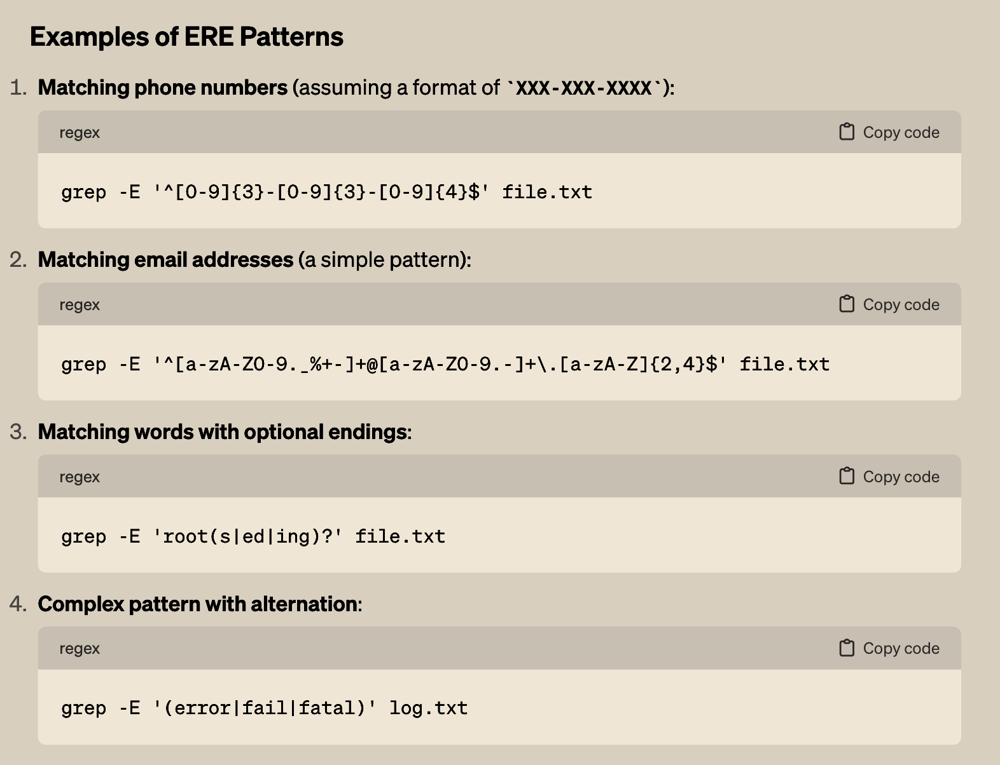 Examples of ERE Patterns
1. Matching phone numbers (assuming a format of `XXX-XXX-XXXX`):
regex
Copy code
grep -E '^[0-9]{3}-[0-9]{3}-[0-9]{4}$' file.txt
2. Matching email addresses (a simple pattern):
regex
Copy code
grep -E '^[a-zA-Z0-9._%+-]+@[a-zA-Z0-9.-]+\.[a-zA-Z]{2,4}$' file.txt
3. Matching words with optional endings:
regex
Copy code
grep -E 'root(s|ed|ing)?' file.txt
4. Complex pattern with alternation:
regex
Copy code
grep -E '(error|fail|fatal)' log.txt